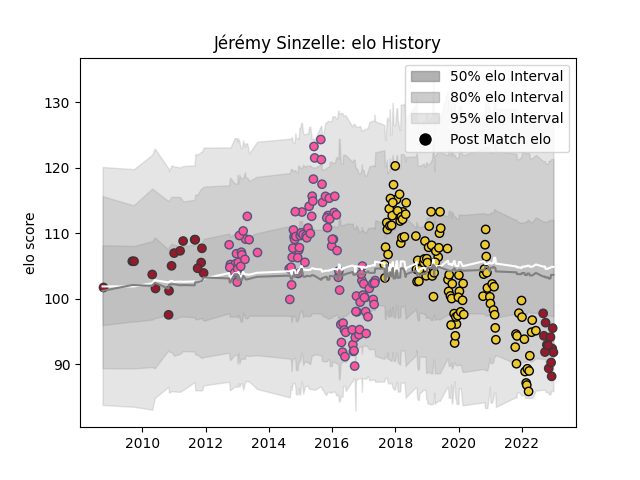 Jérémy Sinzelle: elo History
50% elo Interval
80% elo Interval
95% elo Interval
Post Match elo
elo score
130
120
110
100
90
2010 2012 2014 2016 2018 2020 2022